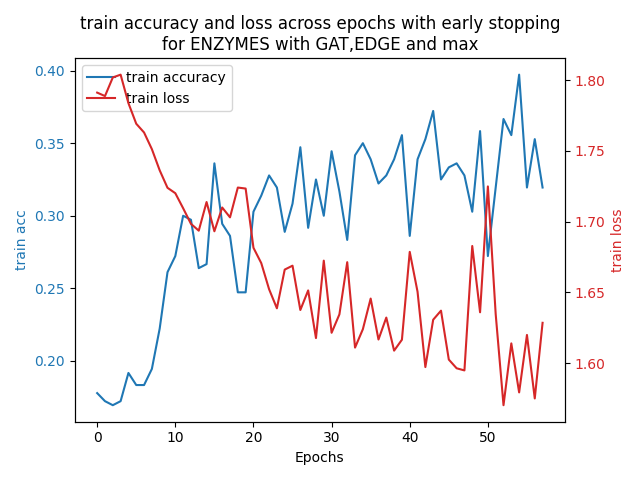 train accuracy and loss across epochs with early stopping
for ENZYMES with GAT,EDGE and max
train accuracy
train loss
0.40
0.35
0.30
0.25
0.20
train acc
1.80
1.75
1.70
1.65
1.60
train loss
0 10 20 30 40 50
Epochs